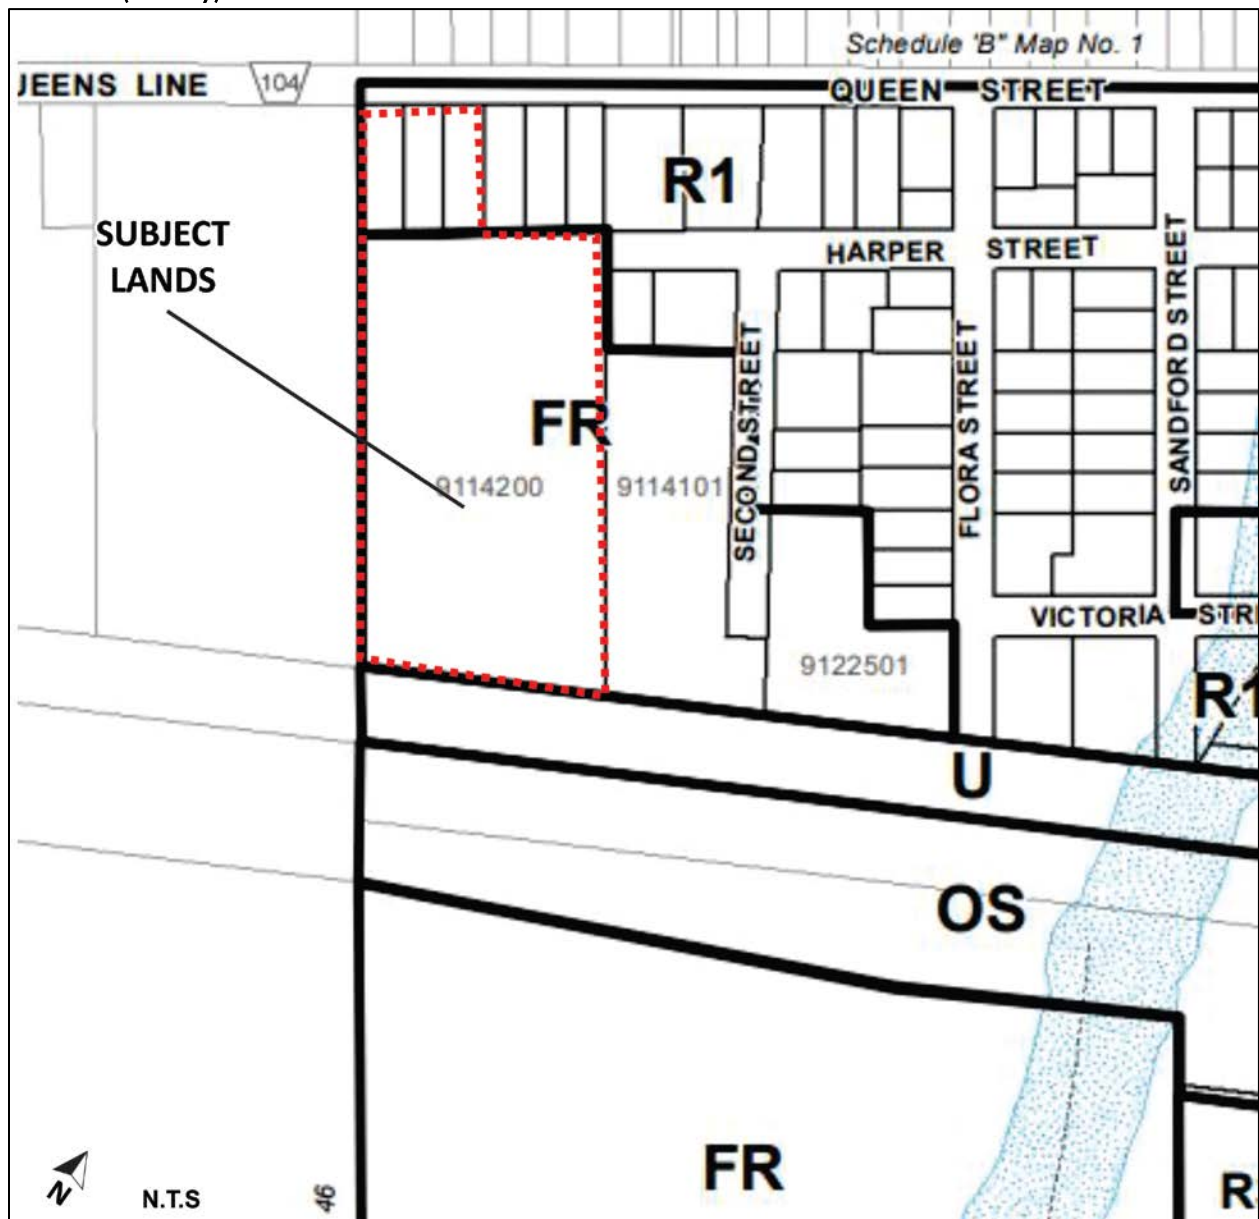 Schedule 'B" Map No. 1
UEENS LINE
104
QUEEN STREET
R1
SUBJECT
LANDS
HARPER STREET
SANDFORD STREET
SECOND STREET
FLORA STREET
FR
9114200
9114101
VICTORIA STR
9122501
R1
U
OS
FR
R
N
N.T.S
46